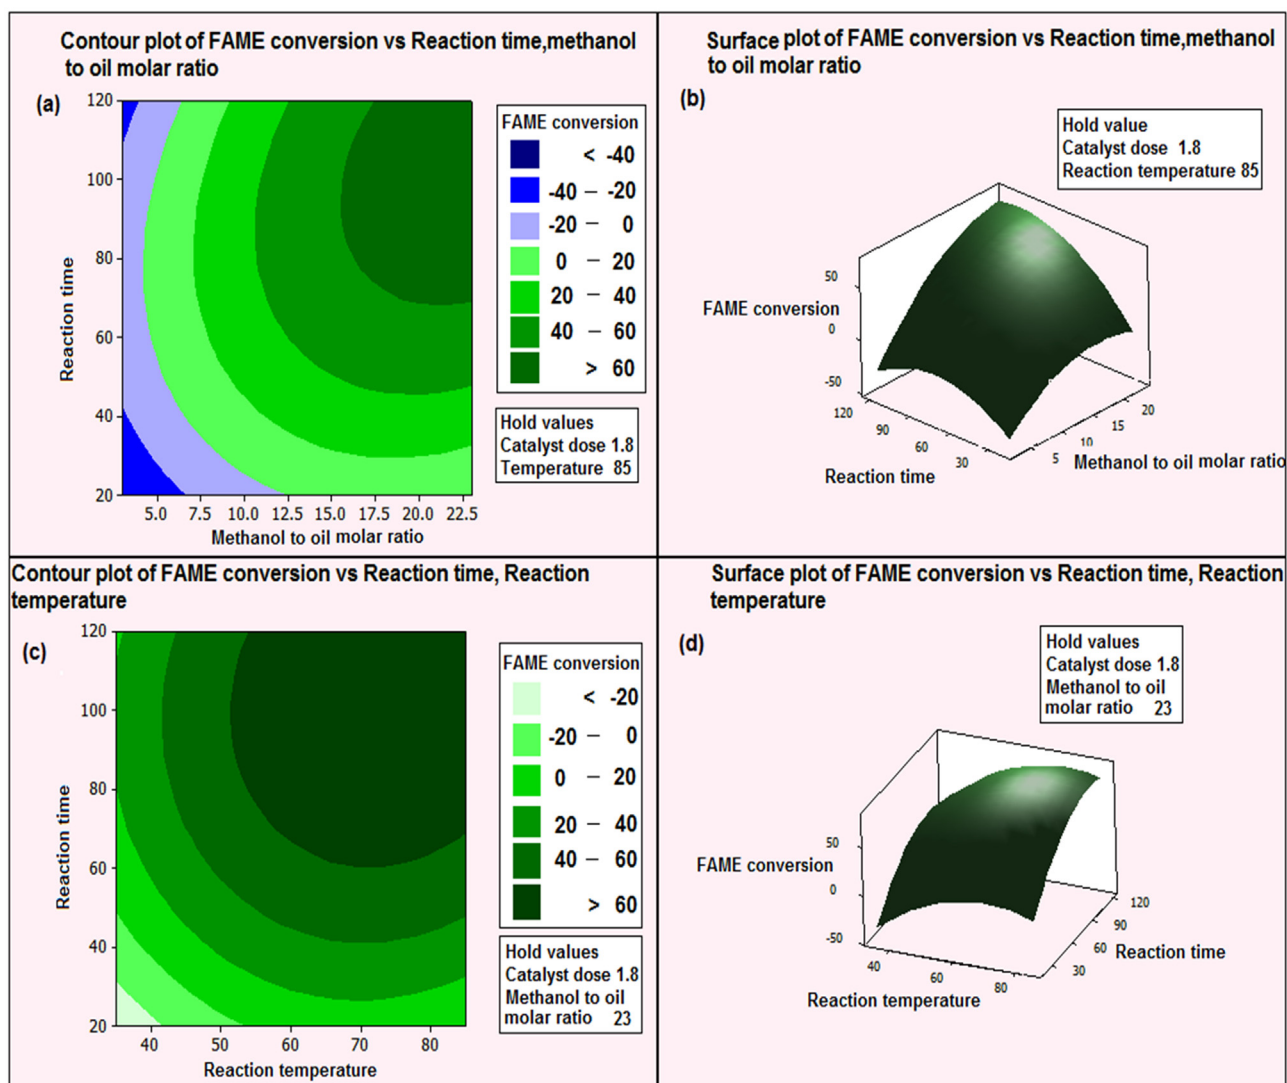 Contour plot of FAME conversion vs Reaction time,methanol
to oil molar ratio
(a)
120
100
80
60
40
20
Reaction time
5.0 7.5 10.0 12.5 15.0 17.5 20.0 22.5
Methanol to oil molar ratio
FAME conversion
< -40
-40 – -20
-20 – 0
0 – 20
20 – 40
40 – 60
> 60
Hold values
Catalyst dose 1.8
Temperature 85
Surface plot of FAME conversion vs Reaction time,methanol
to oil molar ratio
(b)
Hold value
Catalyst dose 1.8
Reaction temperature 85
FAME conversion
50
0
-50
120
90
60
30
Reaction time
5
10
15
20
Methanol to oil molar ratio
Contour plot of FAME conversion vs Reaction time, Reaction
temperature
(c)
120
100
80
60
40
20
Reaction time
40 50 60 70 80
Reaction temperature
FAME conversion
< -20
-20 – 0
0 – 20
20 – 40
40 – 60
> 60
Hold values
Catalyst dose 1.8
Methanol to oil
molar ratio 23
Surface plot of FAME conversion vs Reaction time, Reaction
temperature
(d)
Hold values
Catalyst dose 1.8
Methanol to oil
molar ratio 23
FAME conversion
50
0
-50
40
60
80
Reaction temperature
30
60
90
120
Reaction time